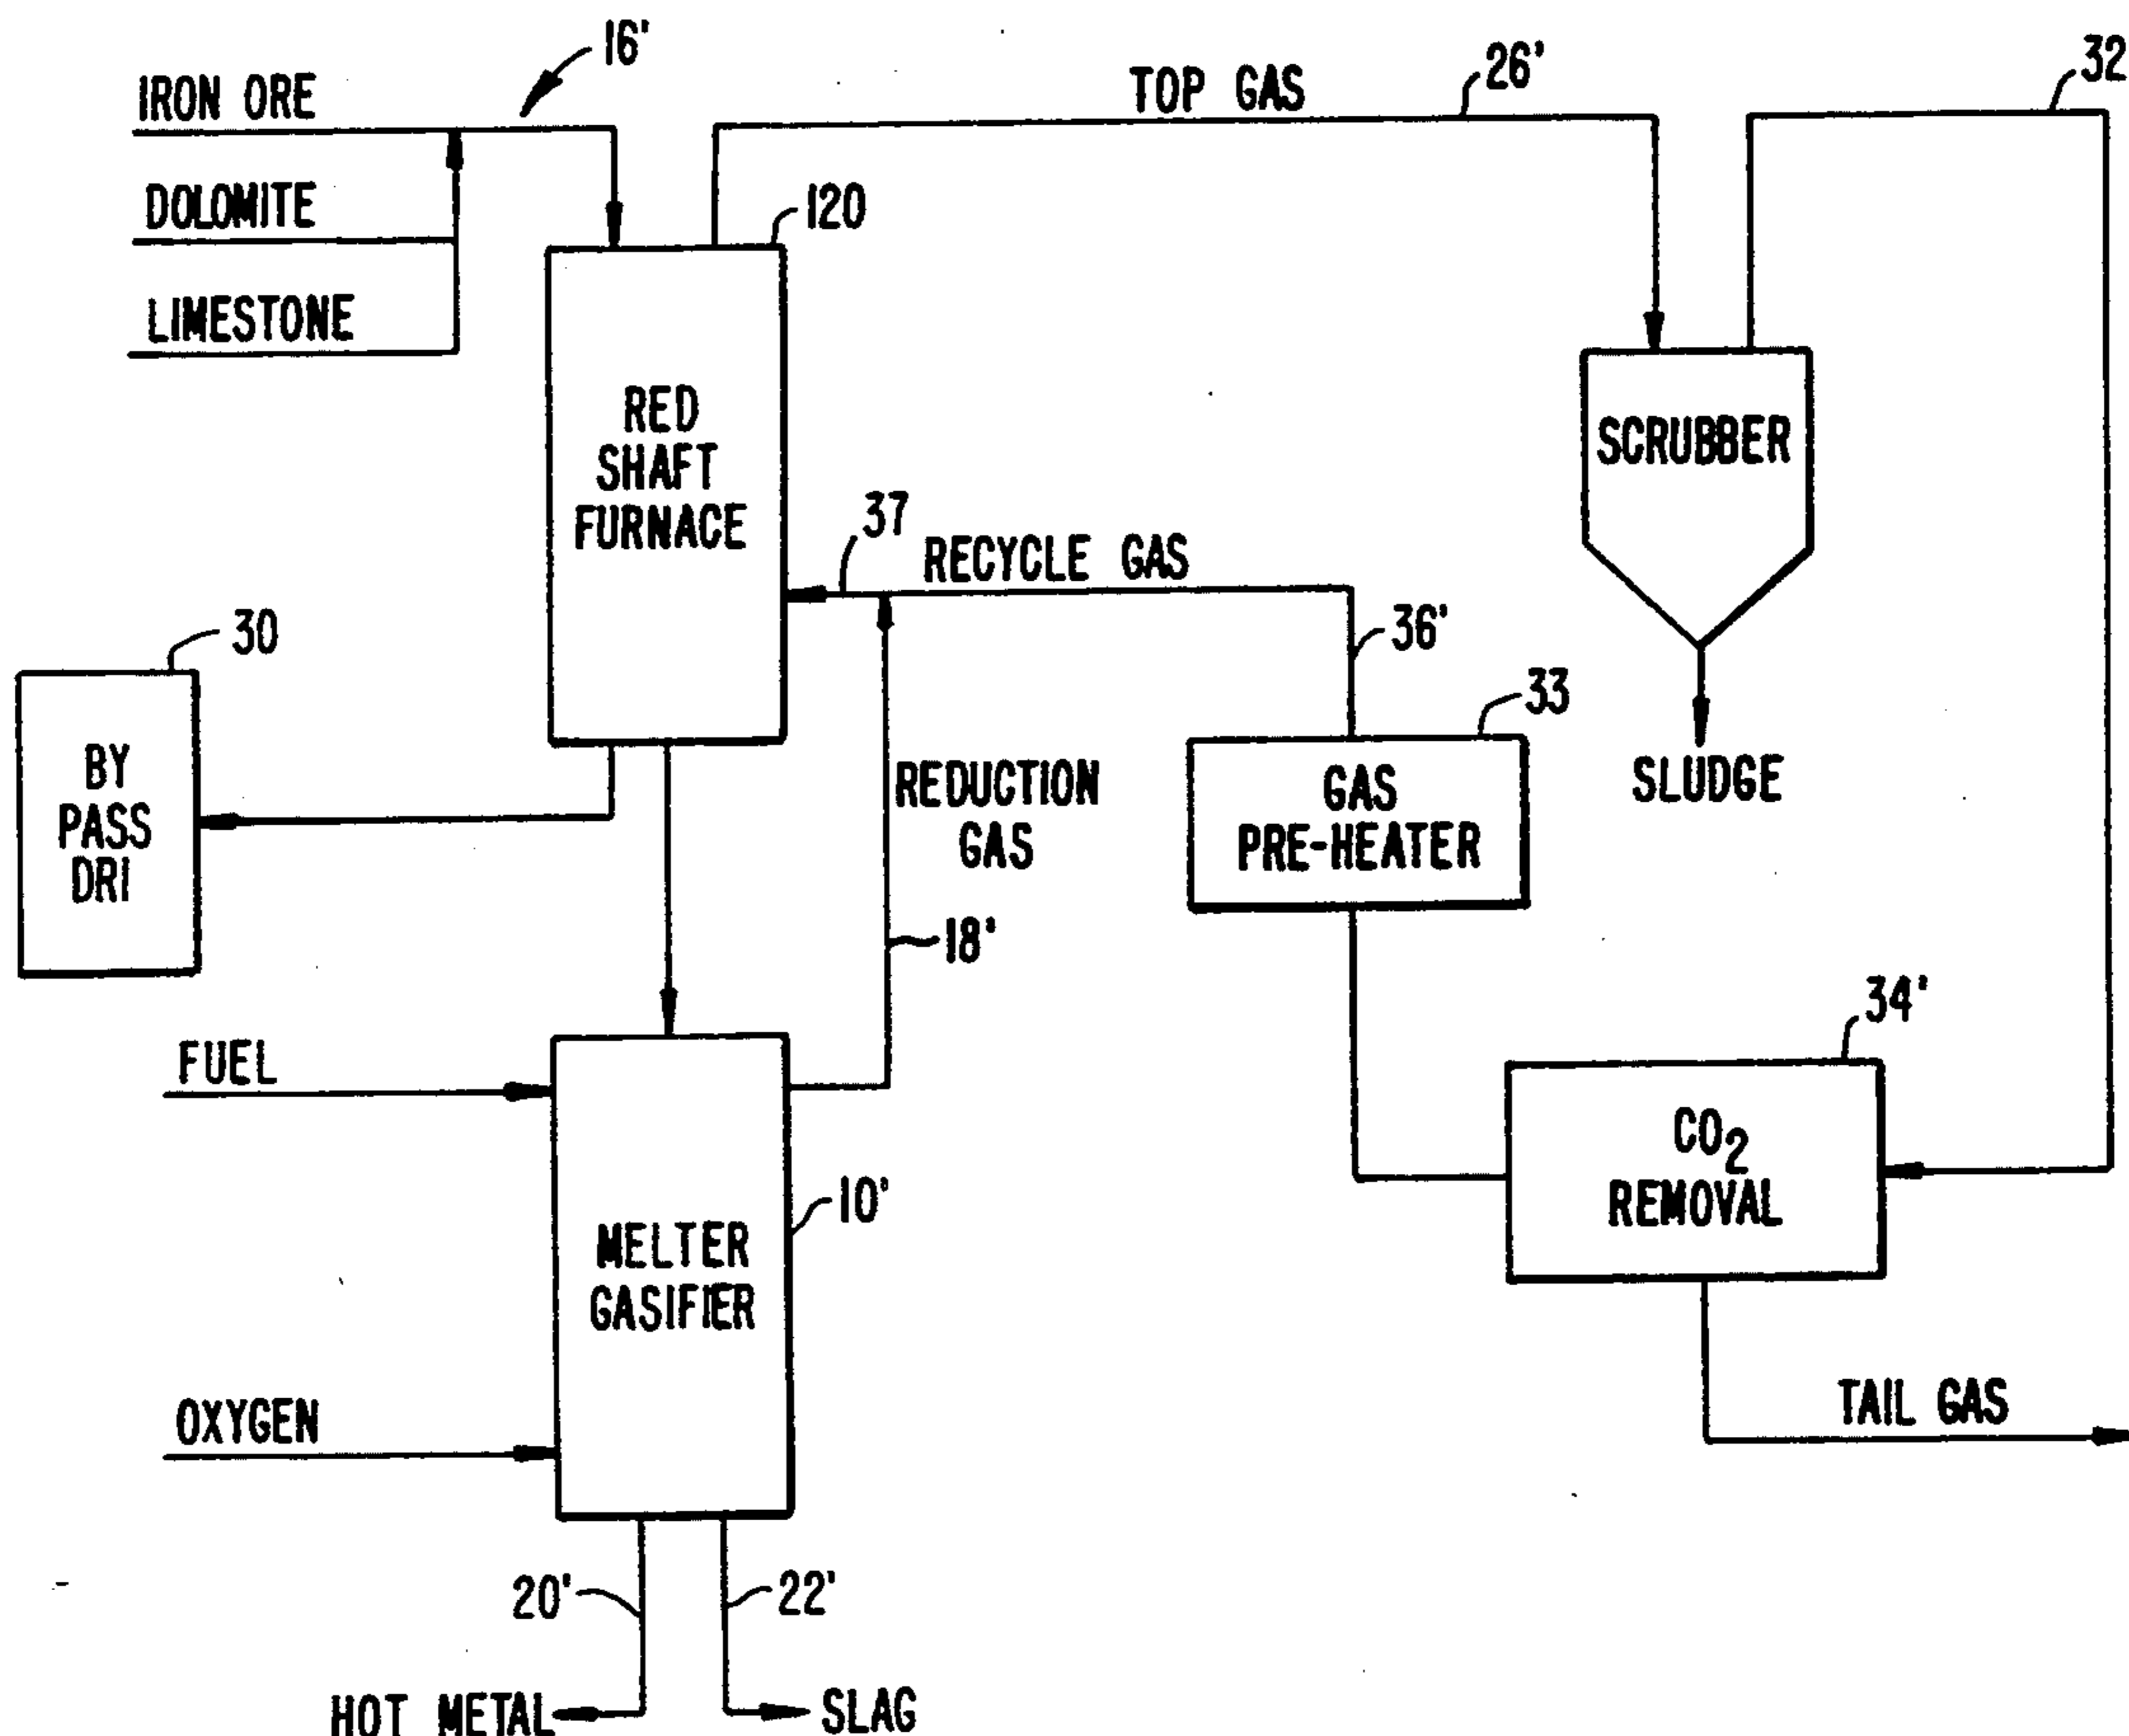 16'
IRON ORE
TOP GAS
26'
32
DOLOMITE
120
LIMESTONE
RED
SHAFT
FURNACE
SCRUBBER
37
RECYCLE GAS
36'
30
33
BY
PASS
DRI
REDUCTION
GAS
GAS
PRE-HEATER
SLUDGE
18'
34'
FUEL
CO2
REMOVAL
10'
MELTER
GASIFIER
OXYGEN
TAIL GAS
20'
22'
HOT METAL
SLAG